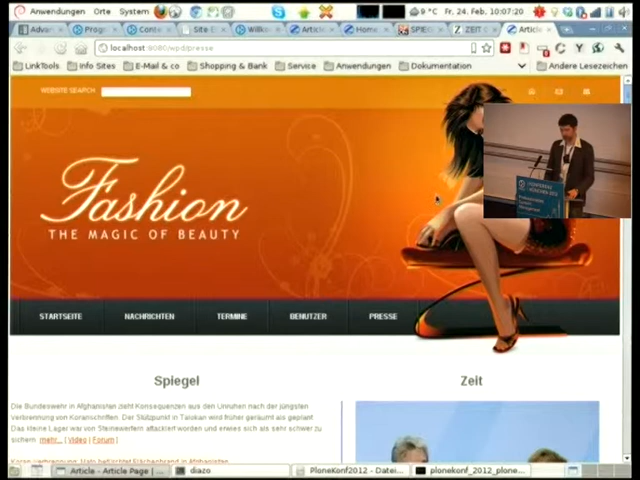 Anwendungen Orte System 9 °C Fr, 24. Feb, 10:07:20
localhost:8080/wpd/presse
LinkTools Info Sites E-Mail & co Shopping & Bank Service Anwendungen Dokumentation Andere Lesezeichen
WEBSITE SEARCH
Fashion
THE MAGIC OF BEAUTY
STARTSEITE NACHRICHTEN TERMINE BENUTZER PRESSE
Spiegel Zeit
Die Bundeswehr in Afghanistan zieht Konsequenzen aus den Unruhen nach der jüngsten
verbrennung von Koranschriften. Der Stützpunkt in Talokan wird früher geräumt als geplant.
Das kleine Lager war von Steinewerfern attackiert worden und erwies sich als sehr schwer zu
sichern. mehr... [ Video | Forum ]
Article - Article Page |... diazo PloneKonf2012 - Datei... plonekonf_2012_plone...